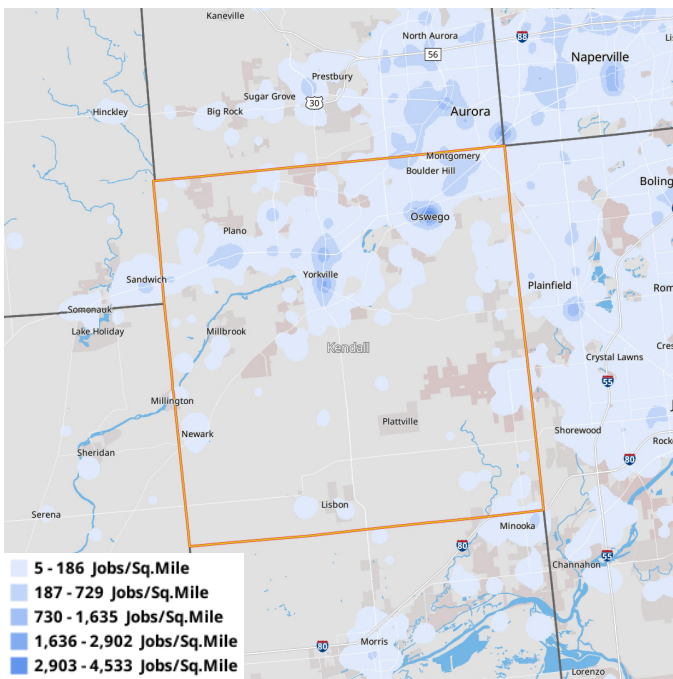 Kaneville
North Aurora
88
Lis
56
Naperville
Prestbury
Sugar Grove
30
Hinckley
Big Rock
Aurora
Montgomery
Boulder Hill
Boling
Oswego
Plano
Yorkville
Sandwich
Plainfield
Rom
Somonauk
Lake Holiday
Millbrook
Kendall
Cres
Crystal Lawns
55
Millington
Plattville
J
Newark
Shorewood
Rocke
Sheridan
80
Lisbon
Serena
Minooka
80
55
Channahon
5 - 186 Jobs/Sq.Mile
187 - 729 Jobs/Sq.Mile
730 - 1,635 Jobs/Sq.Mile
1,636 - 2,902 Jobs/Sq.Mile
2,903 - 4,533 Jobs/Sq.Mile
80
Morris
Lorenzo